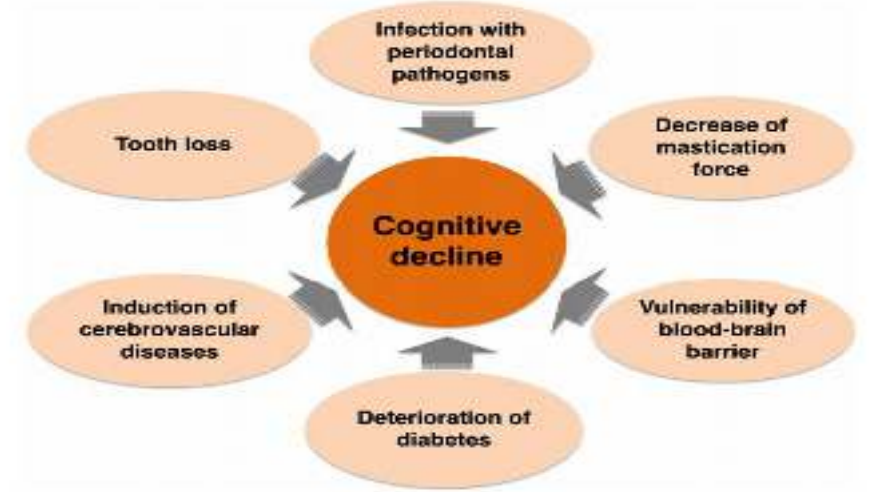 Infection with
periodontal
pathogens
Tooth loss
Decrease of
mastication
force
Cognitive
decline
Induction of
cerebrovascular
diseases
Vulnerability of
blood-brain
barrier
Deterioration of
diabetes